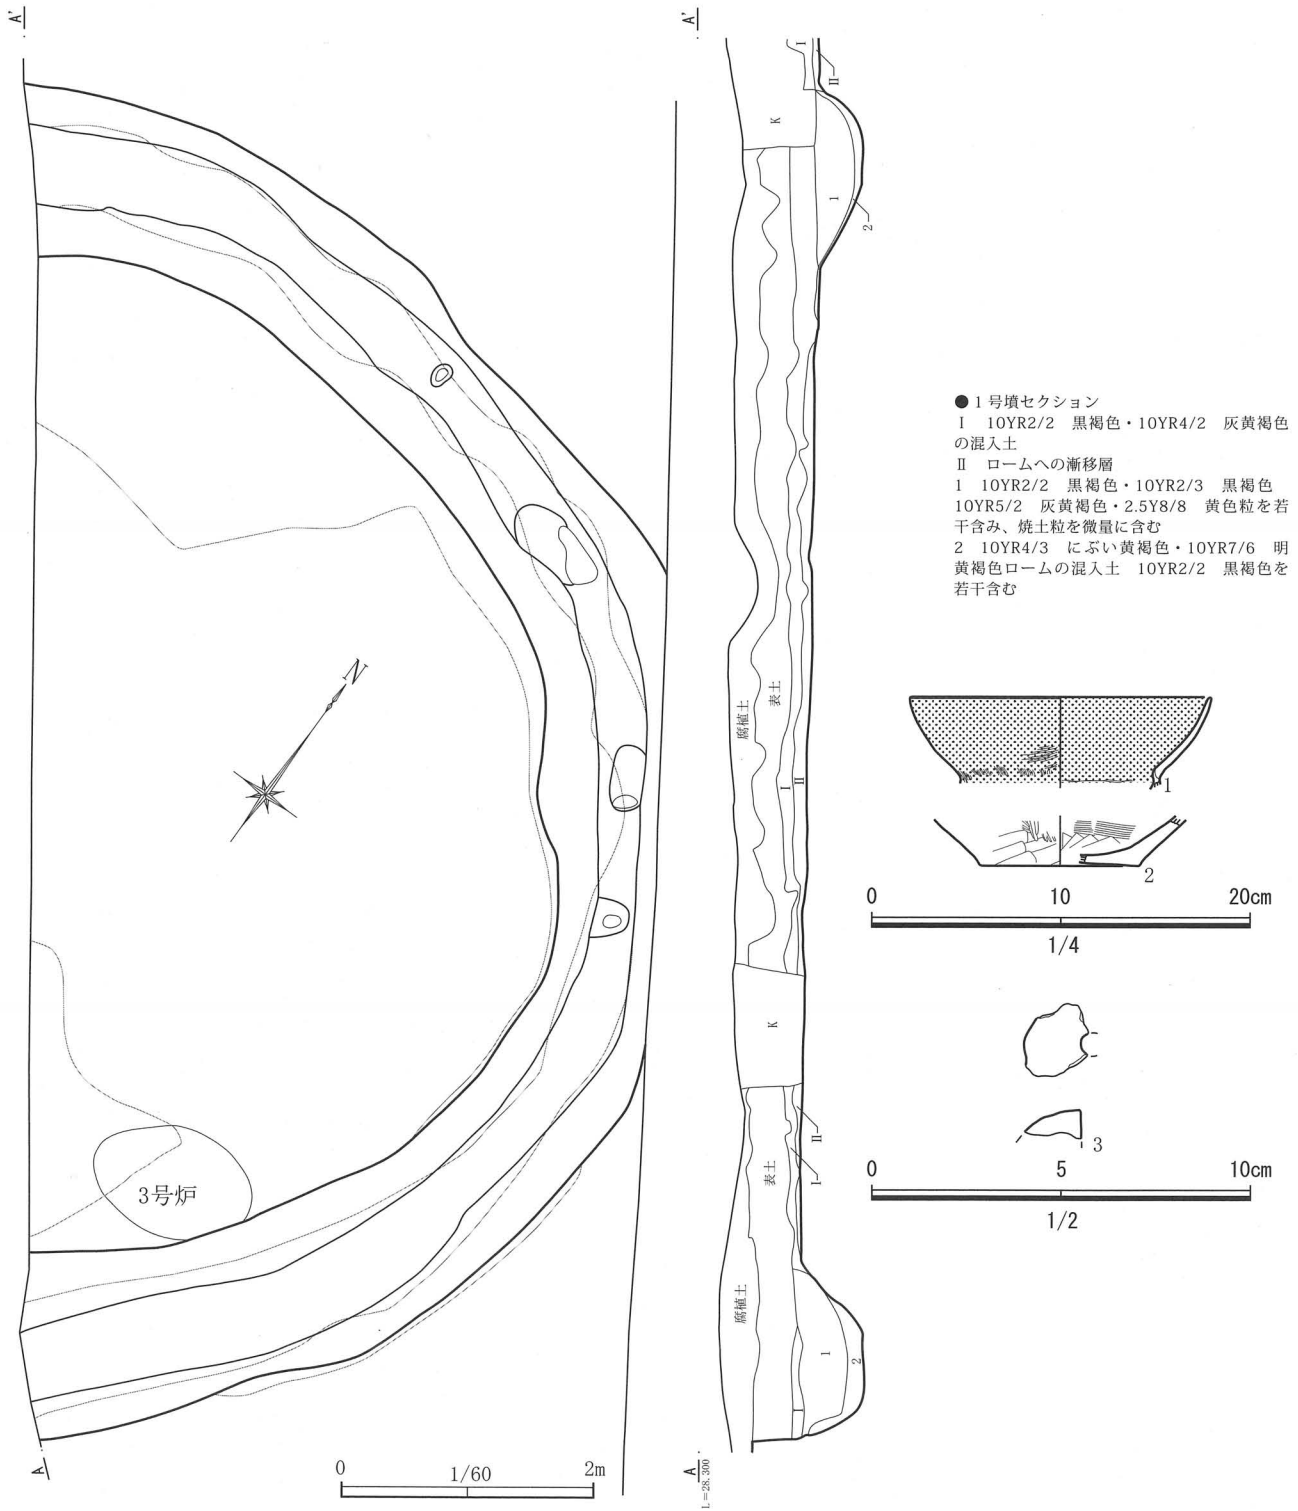 A'
N
3号炉
A
0 1/60 2m
A'
I
II
K
1
2
腐植土
表土
I
II
K
II
I
表土
腐植土
1
2
A
L=28.300
●1号墳セクション
I 10YR2/2 黒褐色・10YR4/2 灰黄褐色
の混入土
II ロームへの漸移層
1 10YR2/2 黒褐色・10YR2/3 黒褐色
10YR5/2 灰黄褐色・2.5Y8/8 黄色粒を若
干含み、焼土粒を微量に含む
2 10YR4/3 にぶい黄褐色・10YR7/6 明
黄褐色ロームの混入土 10YR2/2 黒褐色を
若干含む
1
2
0 10 20cm
1/4
3
0 5 10cm
1/2